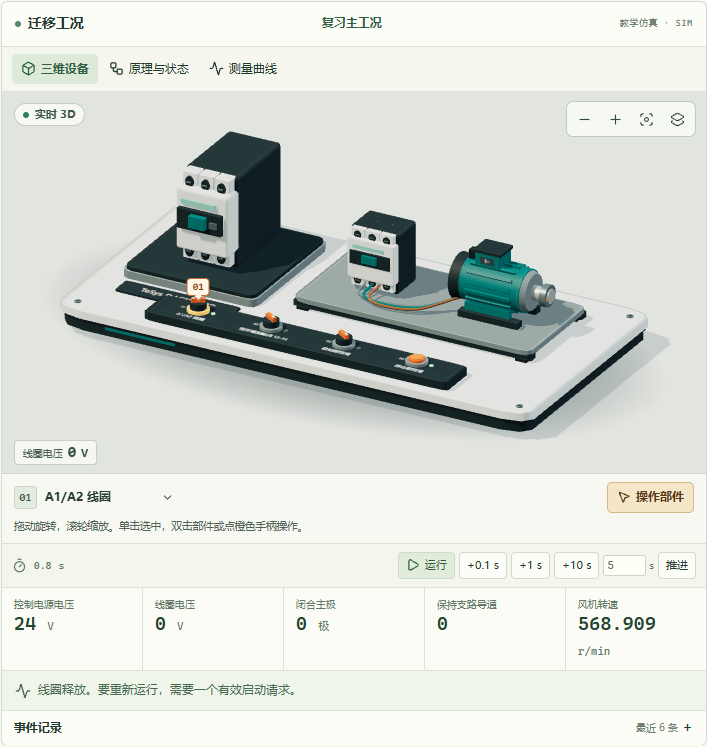 迁移工况
复习主工况
教学仿真 · SIM
三维设备
原理与状态
测量曲线
实时 3D
01
线圈电压 0 V
01 A1/A2 线圈
操作部件
拖动旋转，滚轮缩放。单击选中，双击部件或点橙色手柄操作。
0.8 s
运行
+0.1 s
+1 s
+10 s
5 s
推进
控制电源电压
24 V
线圈电压
0 V
闭合主极
0 极
保持支路导通
0
风机转速
568.909
r/min
线圈释放。要重新运行，需要一个有效启动请求。
事件记录
最近 6 条 +